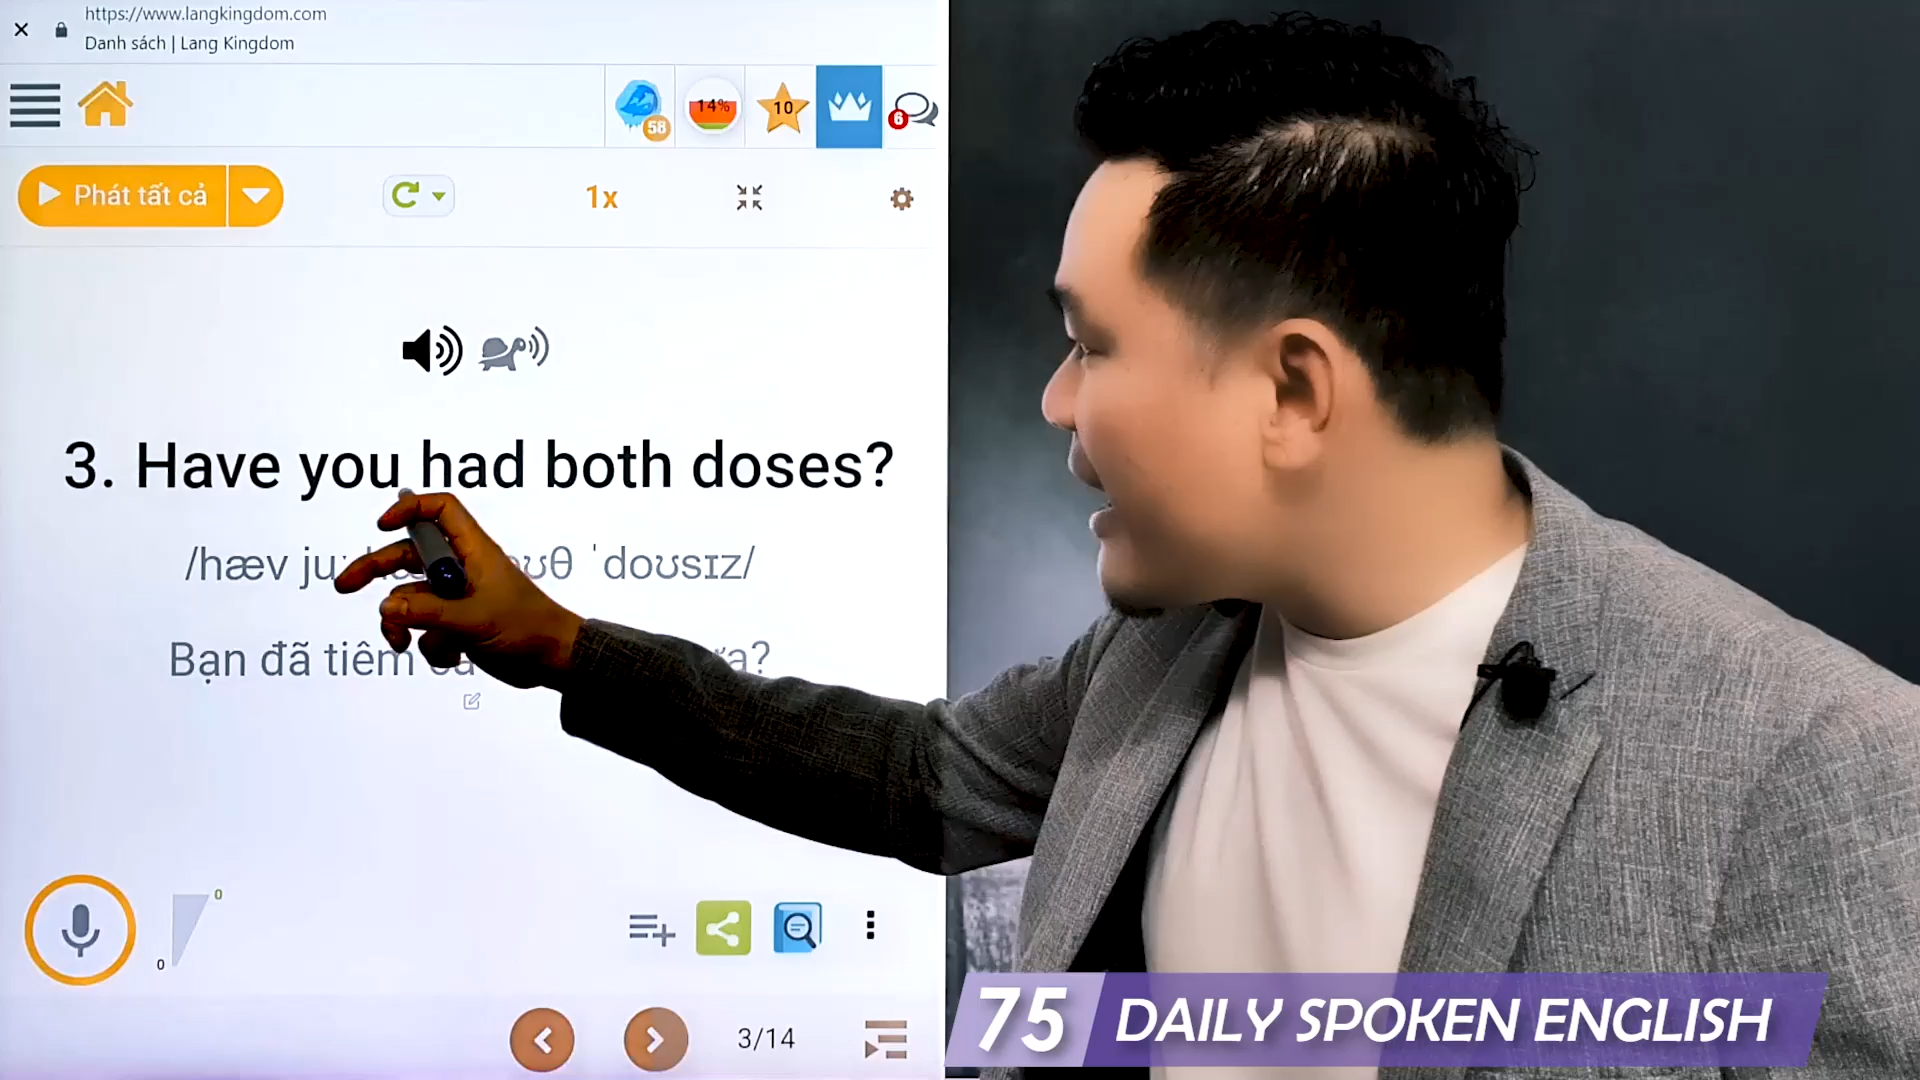 https://www.langkingdom.com
Danh sách | Lang Kingdom
58
14%
10
6
Phát tất cả
1x
3. Have you had both doses?
/hæv ju ʊθ ˈdoʊsɪz/
Bạn đã tiêm
0
0
3/14
75 DAILY SPOKEN ENGLISH